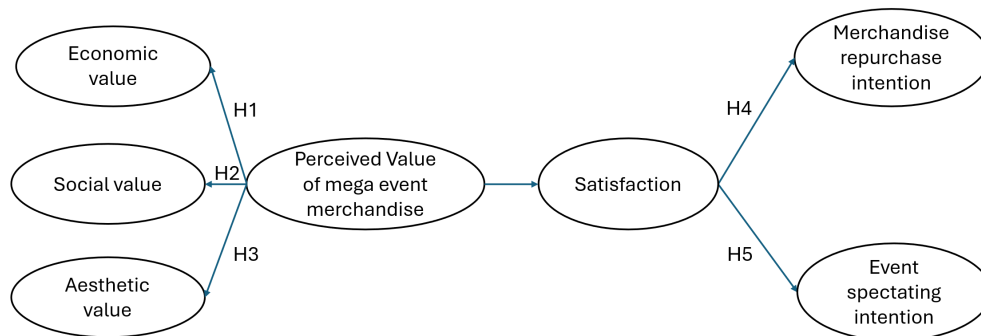 Economic
value
H1
Social value
H2
Aesthetic
value
H3
Perceived Value
of mega event
merchandise
Satisfaction
H4
Merchandise
repurchase
intention
H5
Event
spectating
intention